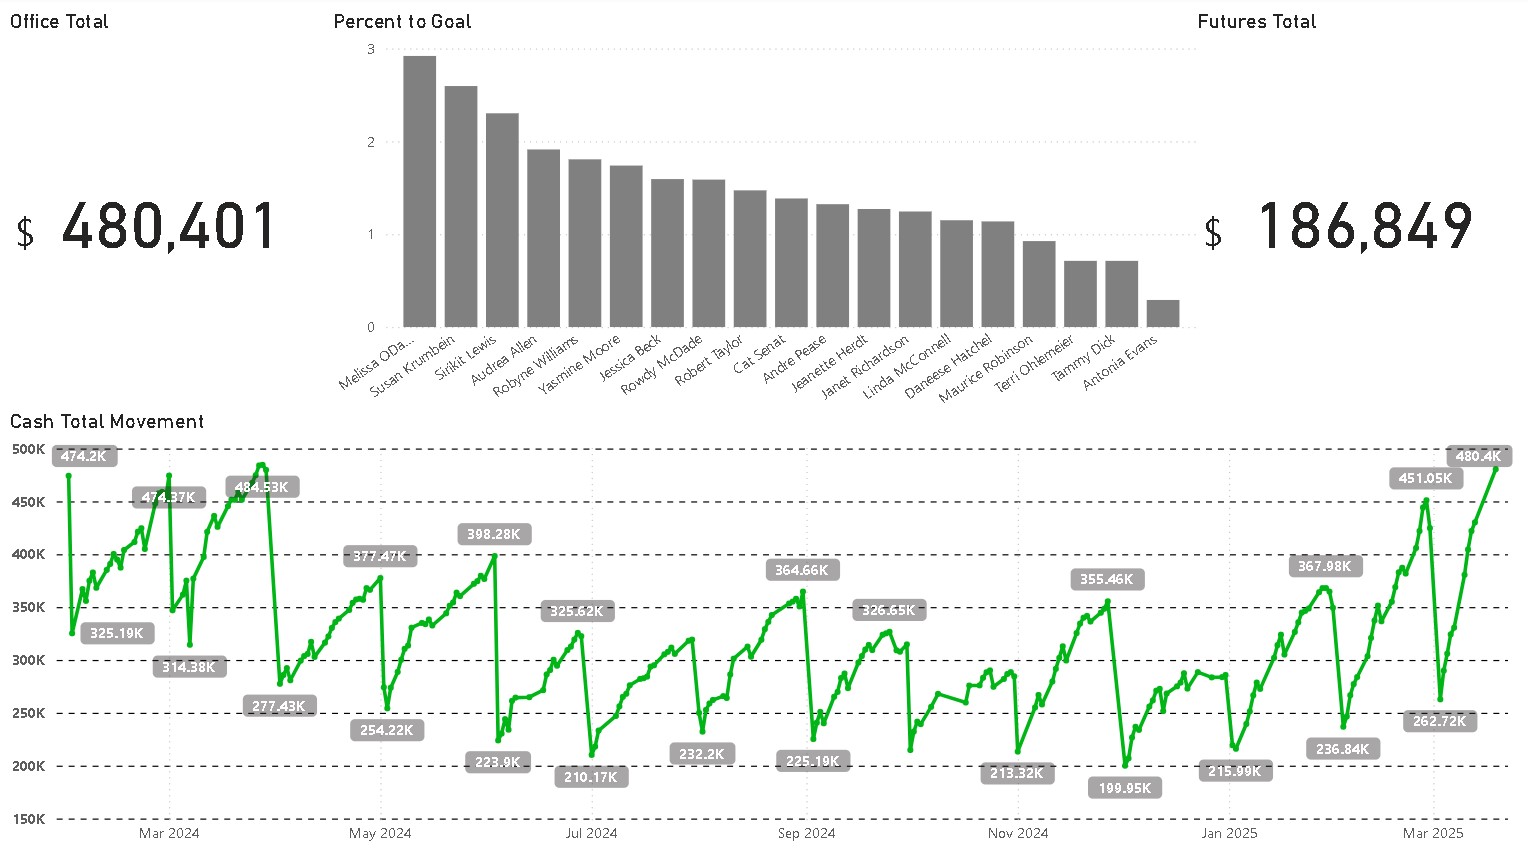 Office Total
$ 480,401
Percent to Goal
3
2
1
0
Melissa ODa...
Susan Krumbein
Sirikit Lewis
Audrea Allen
Robyne Williams
Yasmine Moore
Jessica Beck
Rowdy McDade
Robert Taylor
Cat Senat
Andre Pease
Jeanette Herdt
Janet Richardson
Linda McConnell
Daneese Hatchel
Maurice Robinson
Terri Ohlemeier
Tammy Dick
Antonia Evans
Futures Total
$ 186,849
Cash Total Movement
500K
450K
400K
350K
300K
250K
200K
150K
474.2K
325.19K
474.37K
314.38K
484.53K
277.43K
377.47K
254.22K
398.28K
223.9K
325.62K
210.17K
232.2K
364.66K
225.19K
326.65K
213.32K
355.46K
199.95K
215.99K
367.98K
236.84K
451.05K
262.72K
480.4K
Mar 2024
May 2024
Jul 2024
Sep 2024
Nov 2024
Jan 2025
Mar 2025